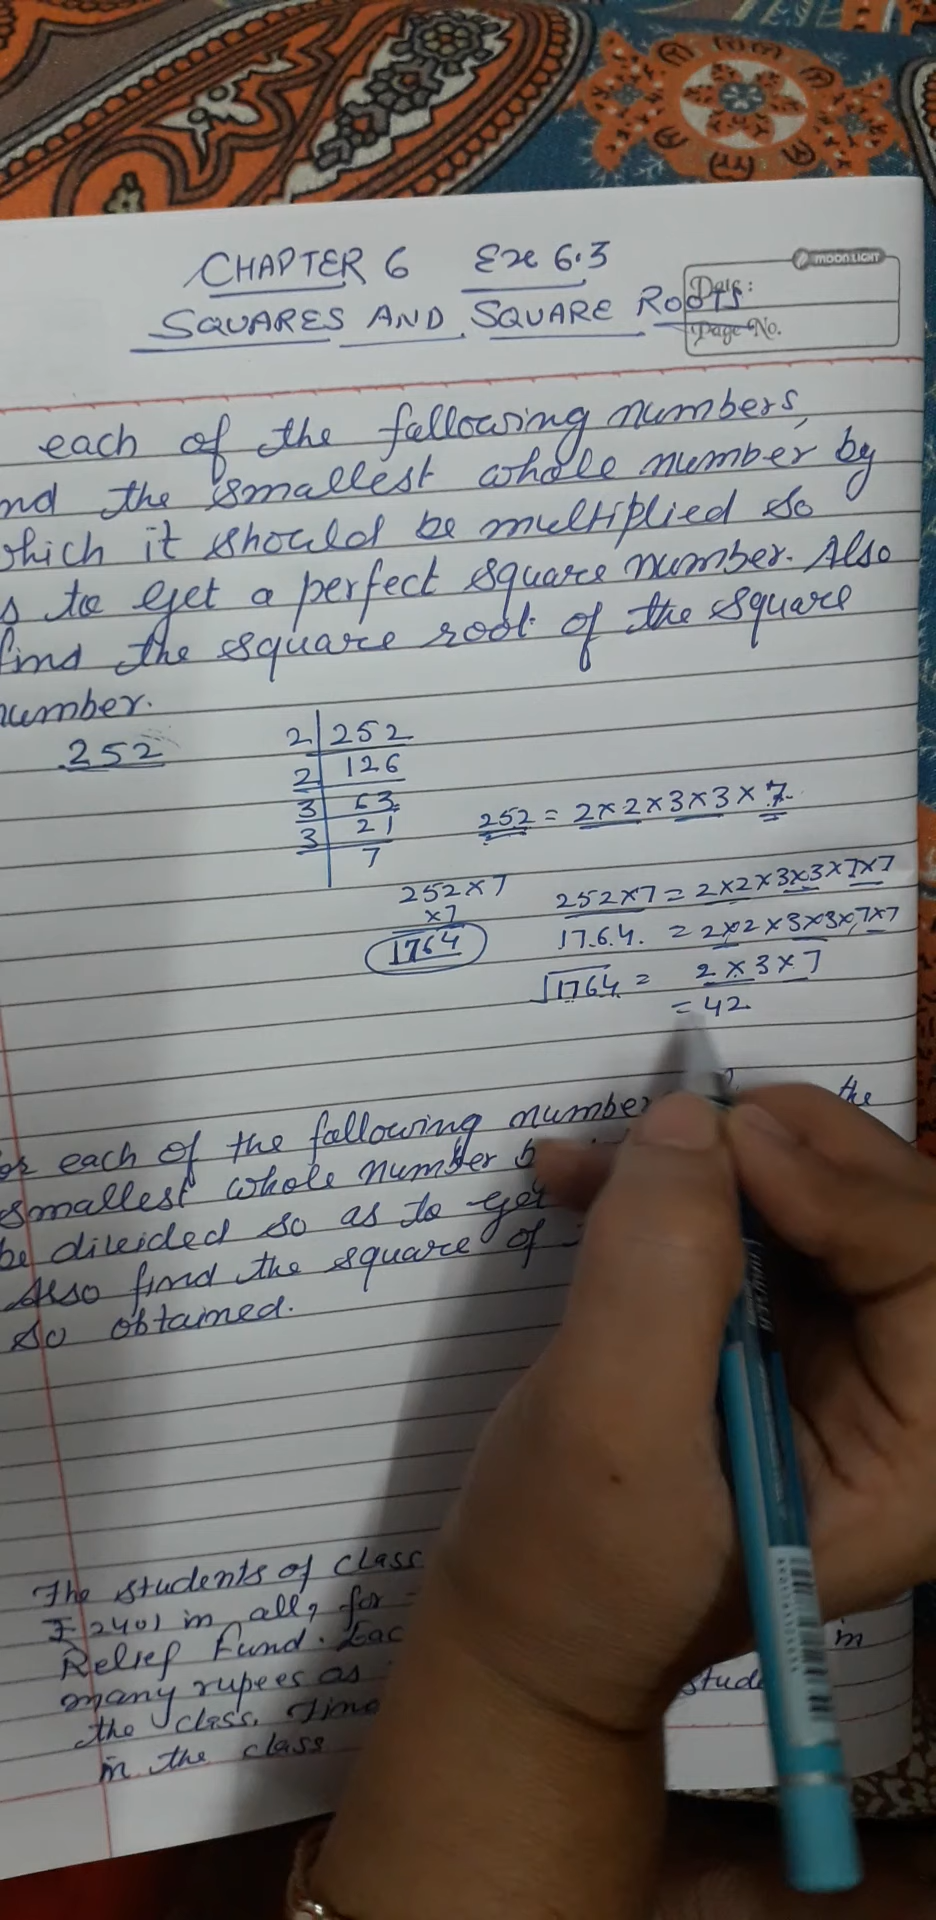 CHAPTER 6 Exe 6.3
MOONLIGHT
SQUARES AND SQUARE ROOTS
Date:
Page No.
each of the following numbers,
nd the smallest whole number by
which it should be multiplied so
s to get a perfect square number. Also
find the square root of the square
number.
252
2 252
2 126
3 63
3 21
7
252 = 2×2×3×3×7
252×7
×7
1764
252×7 = 2×2×3×3×7×7
1764 = 2×2×3×3×7×7
√1764 = 2×3×7
= 42
or each of the following number the
smallest whole number b
be divided so as to get
Also find the square of
so obtained.
The students of class
₹2401 in all, for
Relief Fund. Eac in
many rupees as stude
the class. Find
in the class